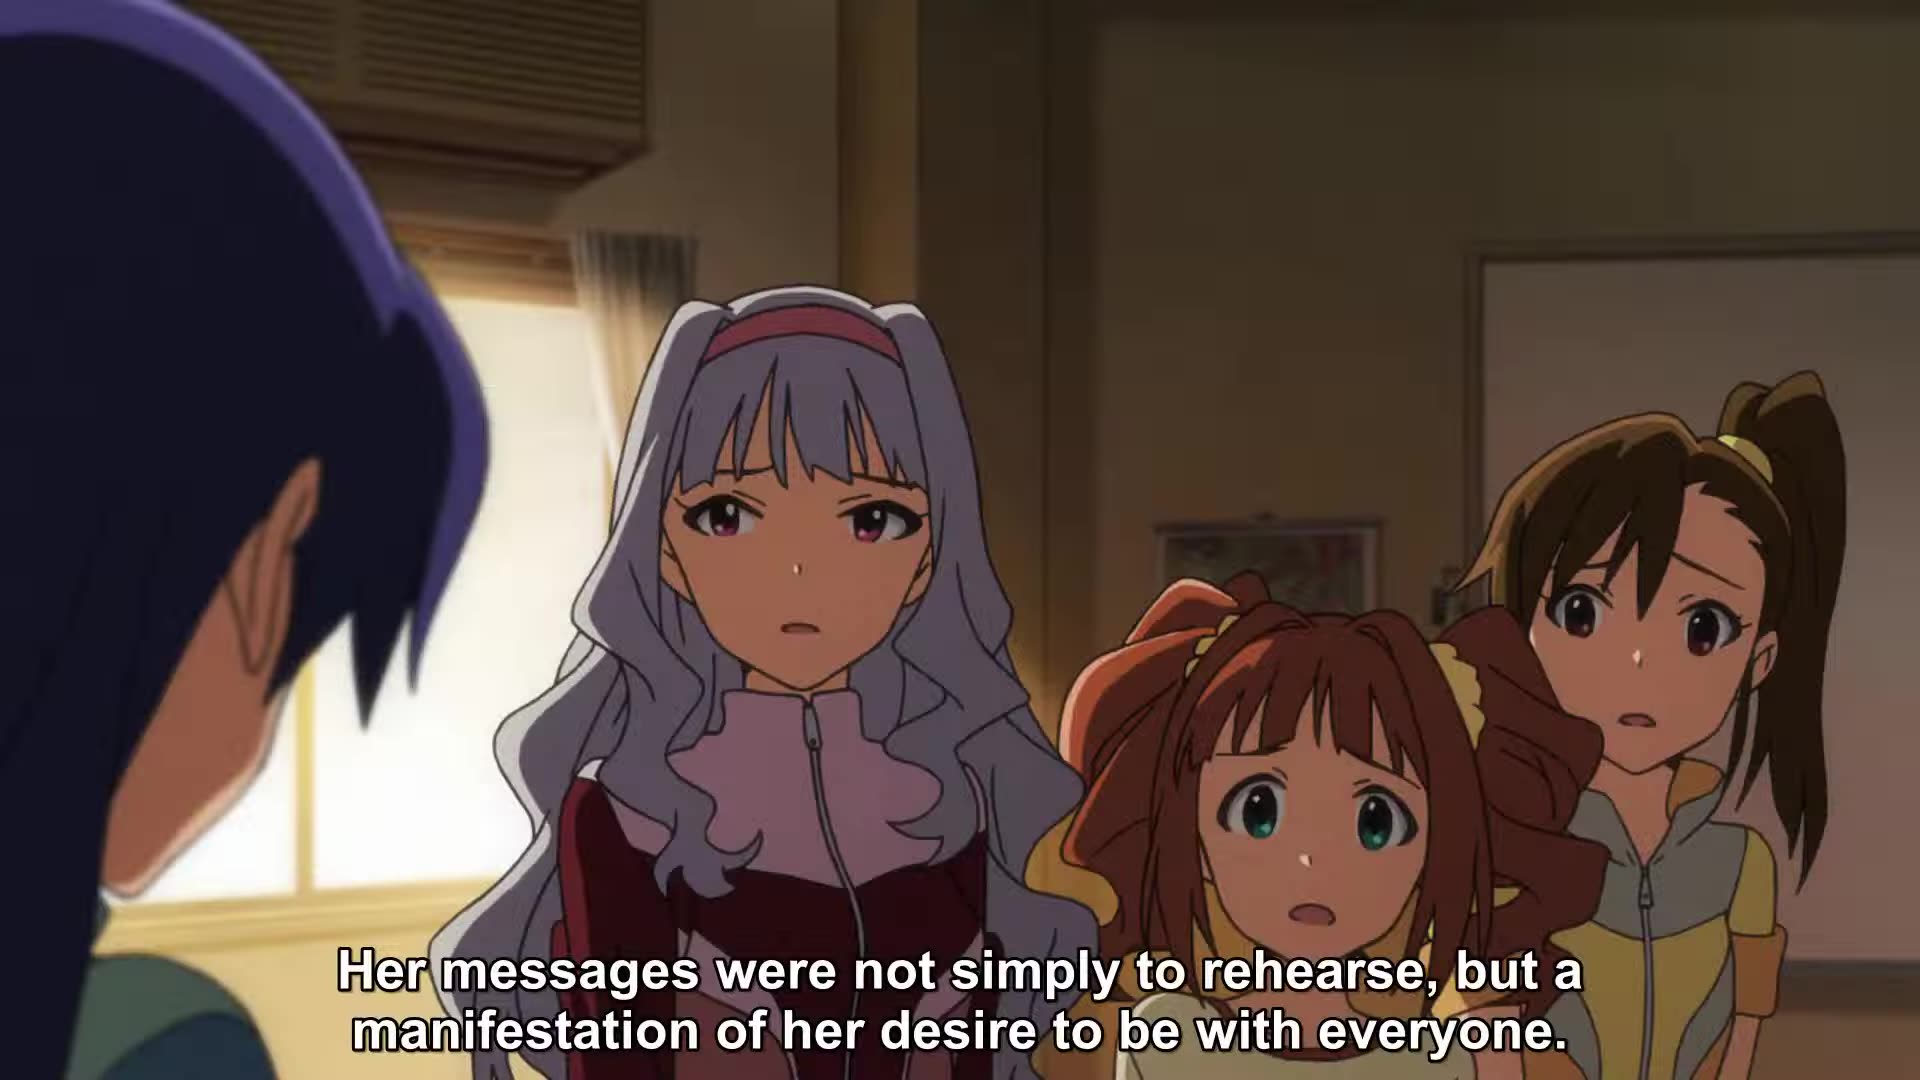 Her messages were not simply to rehearse, but a
manifestation of her desire to be with everyone.